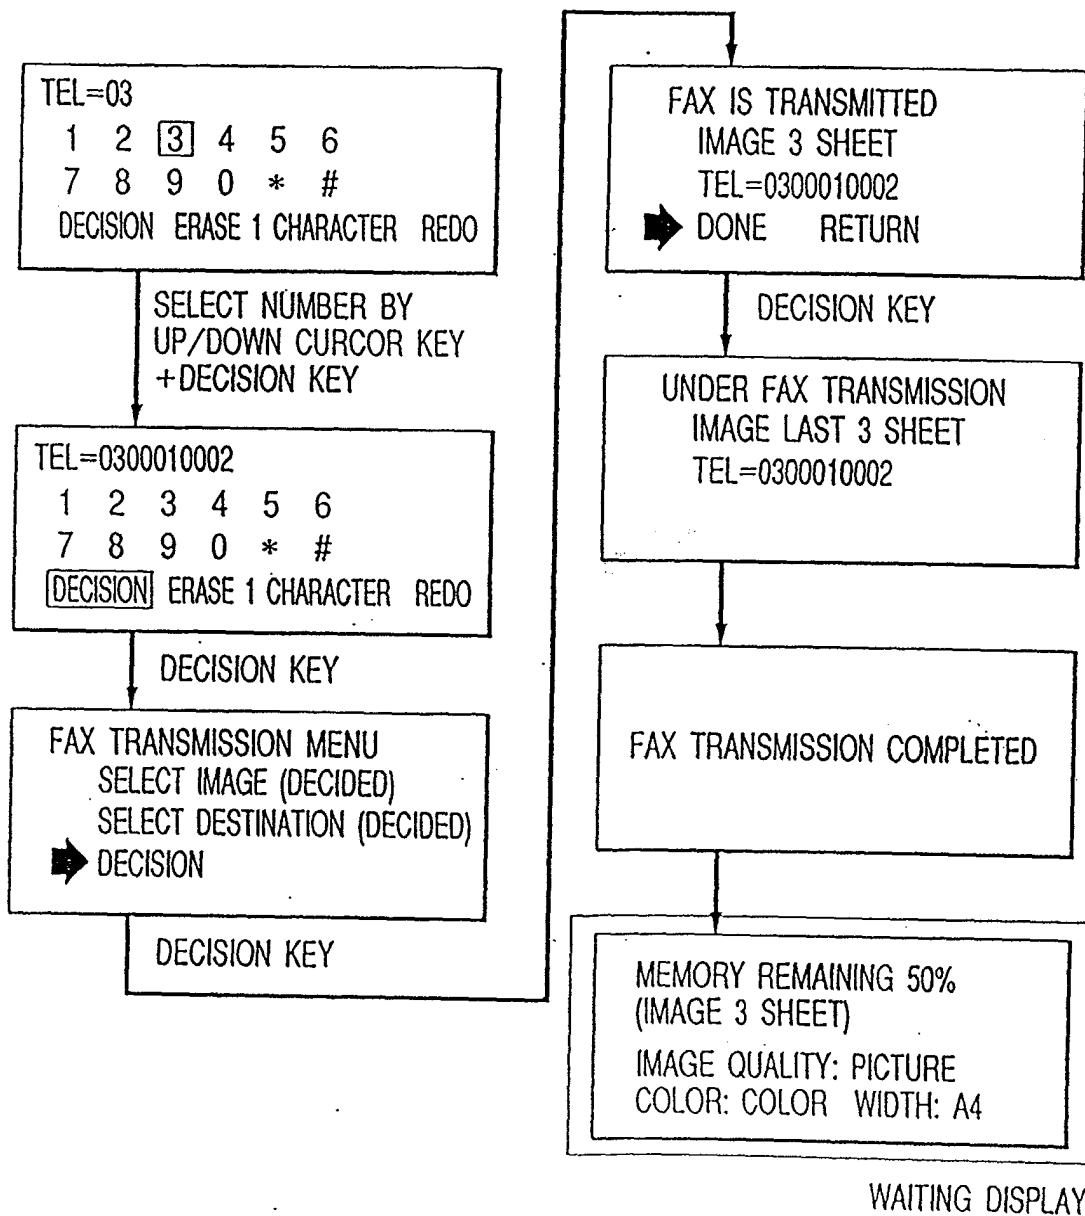 TEL=03
1 2 3 4 5 6
7 8 9 0 * #
DECISION ERASE 1 CHARACTER REDO
SELECT NUMBER BY
UP/DOWN CURCOR KEY
+DECISION KEY
TEL=0300010002
1 2 3 4 5 6
7 8 9 0 * #
DECISION ERASE 1 CHARACTER REDO
DECISION KEY
FAX TRANSMISSION MENU
SELECT IMAGE (DECIDED)
SELECT DESTINATION (DECIDED)
DECISION
DECISION KEY
FAX IS TRANSMITTED
IMAGE 3 SHEET
TEL=0300010002
DONE RETURN
DECISION KEY
UNDER FAX TRANSMISSION
IMAGE LAST 3 SHEET
TEL=0300010002
FAX TRANSMISSION COMPLETED
MEMORY REMAINING 50%
(IMAGE 3 SHEET)
IMAGE QUALITY: PICTURE
COLOR: COLOR WIDTH: A4
WAITING DISPLAY